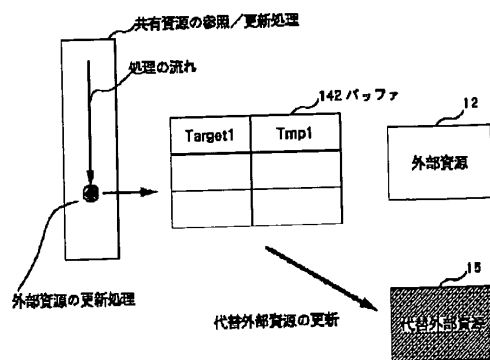 共有資源の参照/更新処理
処理の流れ
142 バッファ
12
Target1
Tmp1
外部資源
15
外部資源の更新処理
代替外部資源の更新
代替外部資源